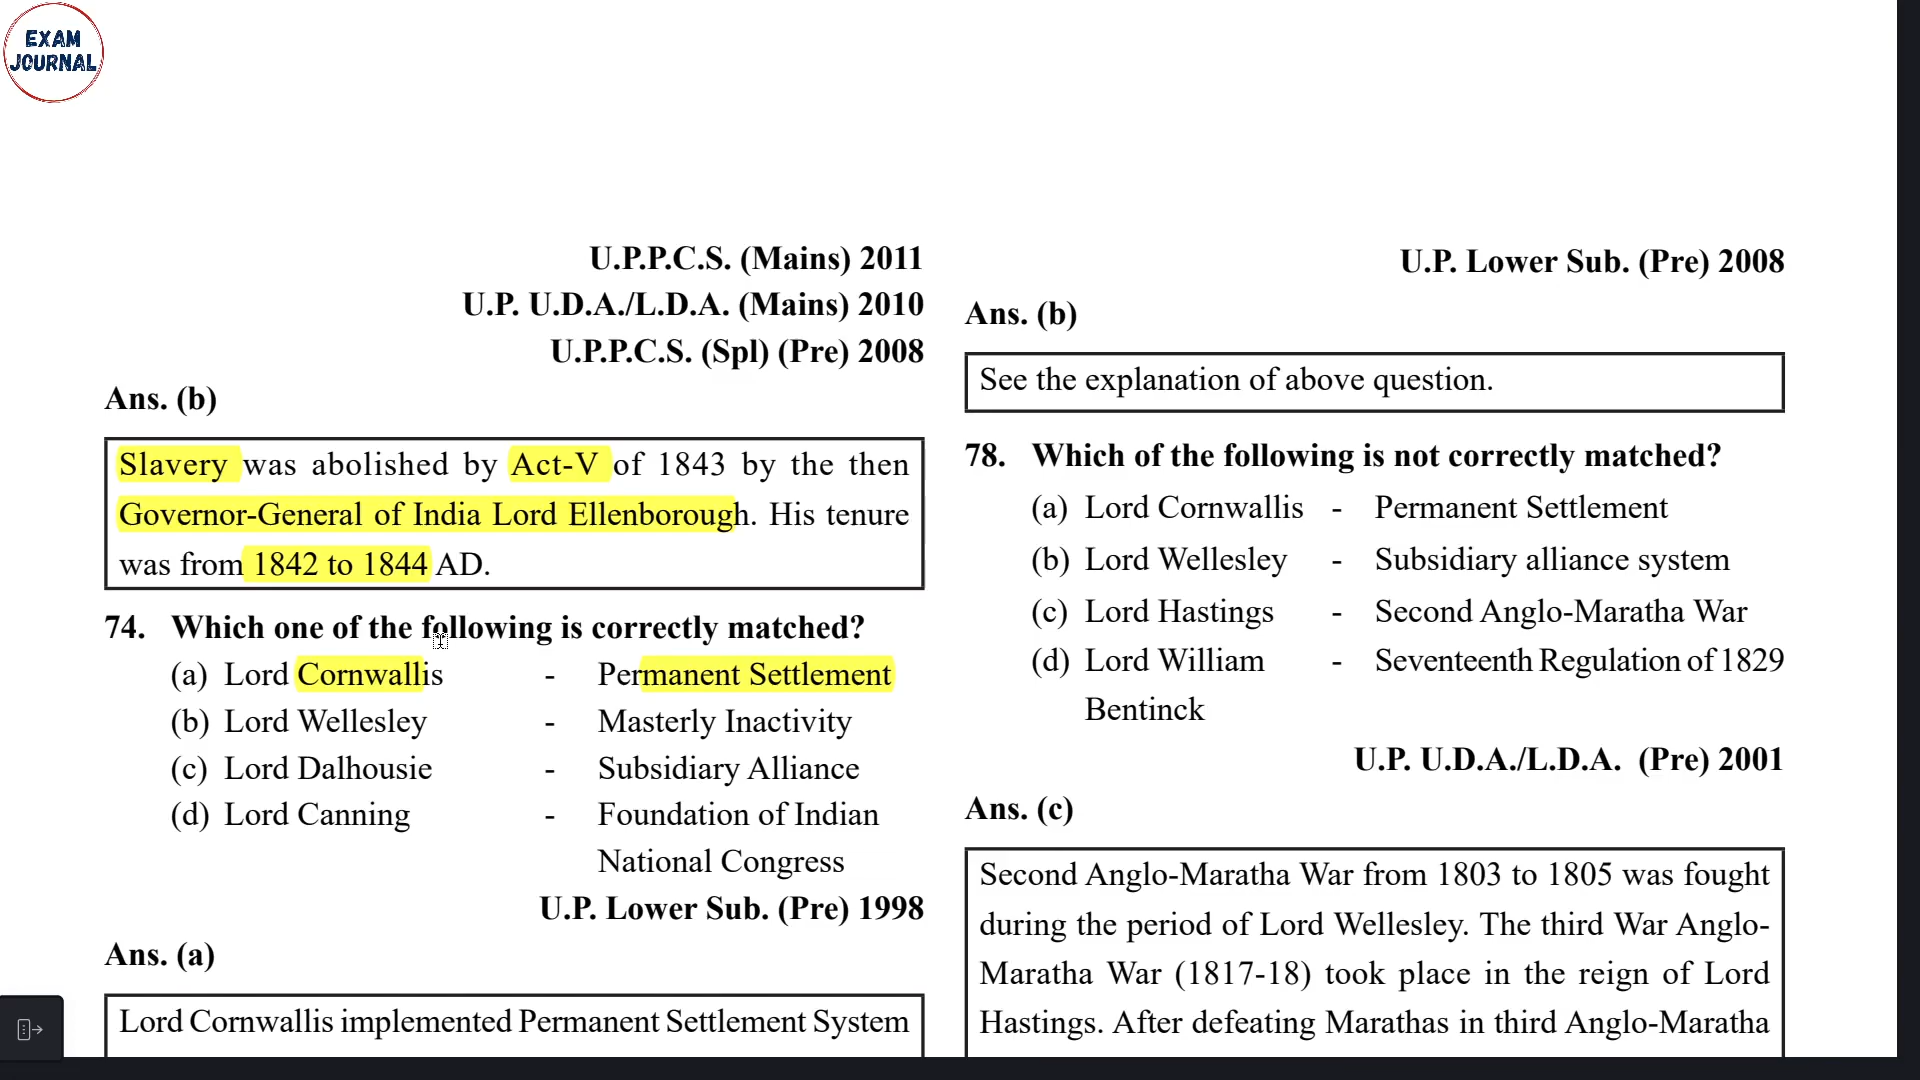 EXAM
JOURNAL
U.P.P.C.S. (Mains) 2011
U.P. U.D.A./L.D.A. (Mains) 2010
U.P.P.C.S. (Spl) (Pre) 2008
Ans. (b)
Slavery was abolished by Act-V of 1843 by the then
Governor-General of India Lord Ellenborough. His tenure
was from 1842 to 1844 AD.
74. Which one of the following is correctly matched?
(a) Lord Cornwallis - Permanent Settlement
(b) Lord Wellesley - Masterly Inactivity
(c) Lord Dalhousie - Subsidiary Alliance
(d) Lord Canning - Foundation of Indian
National Congress
U.P. Lower Sub. (Pre) 1998
Ans. (a)
Lord Cornwallis implemented Permanent Settlement System
U.P. Lower Sub. (Pre) 2008
Ans. (b)
See the explanation of above question.
78. Which of the following is not correctly matched?
(a) Lord Cornwallis - Permanent Settlement
(b) Lord Wellesley - Subsidiary alliance system
(c) Lord Hastings - Second Anglo-Maratha War
(d) Lord William - Seventeenth Regulation of 1829
Bentinck
U.P. U.D.A./L.D.A. (Pre) 2001
Ans. (c)
Second Anglo-Maratha War from 1803 to 1805 was fought
during the period of Lord Wellesley. The third War Anglo-
Maratha War (1817-18) took place in the reign of Lord
Hastings. After defeating Marathas in third Anglo-Maratha